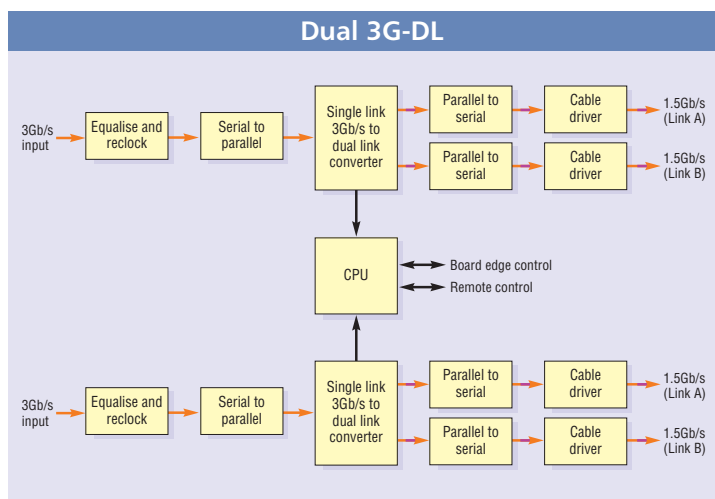 Dual 3G-DL
3Gb/s
input
Equalise and
reclock
Serial to
parallel
Single link
3Gb/s to
dual link
converter
Parallel to
serial
Cable
driver
1.5Gb/s
(Link A)
Parallel to
serial
Cable
driver
1.5Gb/s
(Link B)
CPU
Board edge control
Remote control
3Gb/s
input
Equalise and
reclock
Serial to
parallel
Single link
3Gb/s to
dual link
converter
Parallel to
serial
Cable
driver
1.5Gb/s
(Link A)
Parallel to
serial
Cable
driver
1.5Gb/s
(Link B)